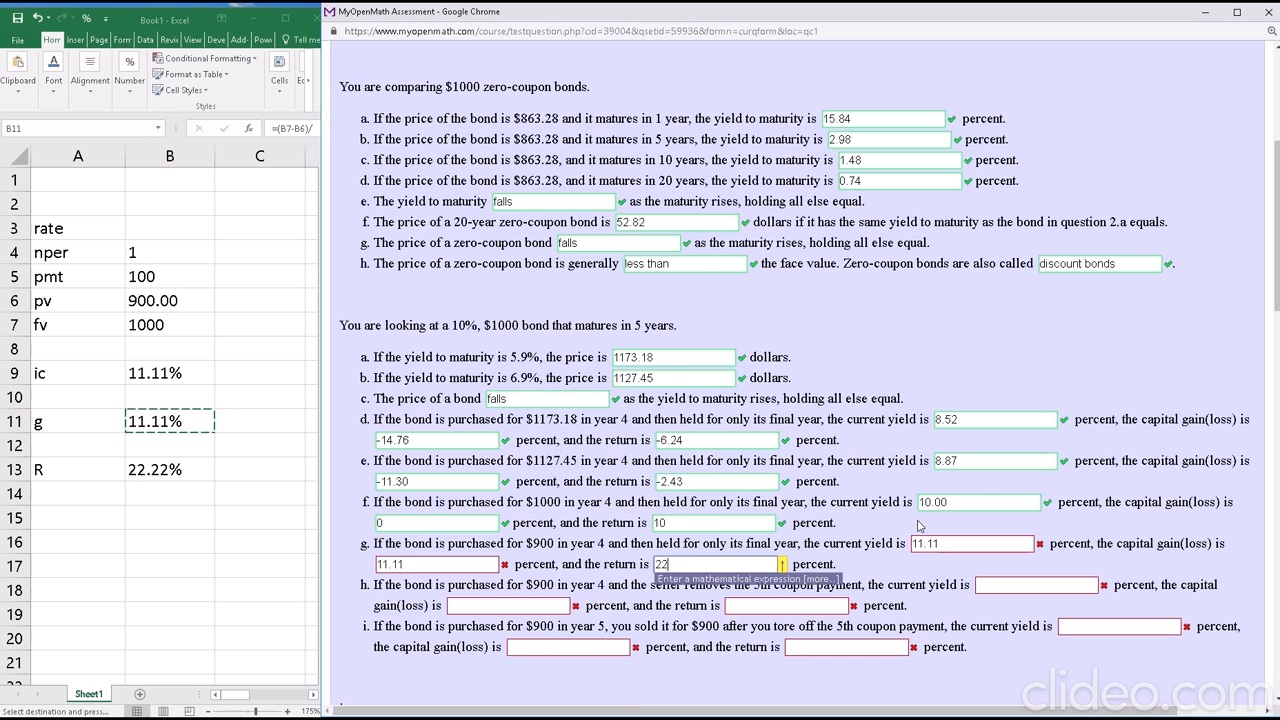 Book1 - Excel
File
Horr
Inser
Page
Form
Data
Revi
View
Deve
Add-
Pow
Tell me
Clipboard
Font
Alignment
%
Number
Conditional Formatting
Format as Table
Cell Styles
Styles
Cells
B11
fx
=(B7-B6)/
A B C
1
2
3 rate
4 nper 1
5 pmt 100
6 pv 900.00
7 fv 1000
8
9 ic 11.11%
10
11 g 11.11%
12
13 R 22.22%
14
15
16
17
18
19
20
21
Sheet1
Select destination and press...
175%
MyOpenMath Assessment - Google Chrome
https://www.myopenmath.com/course/testquestion.php?cid=39004&qsetid=59936&formn=curqform&loc=qc1
You are comparing $1000 zero-coupon bonds.
a. If the price of the bond is $863.28 and it matures in 1 year, the yield to maturity is 15.84 percent.
b. If the price of the bond is $863.28 and it matures in 5 years, the yield to maturity is 2.98 percent.
c. If the price of the bond is $863.28, and it matures in 10 years, the yield to maturity is 1.48 percent.
d. If the price of the bond is $863.28, and it matures in 20 years, the yield to maturity is 0.74 percent.
e. The yield to maturity falls as the maturity rises, holding all else equal.
f. The price of a 20-year zero-coupon bond is 52.82 dollars if it has the same yield to maturity as the bond in question 2.a equals.
g. The price of a zero-coupon bond falls as the maturity rises, holding all else equal.
h. The price of a zero-coupon bond is generally less than the face value. Zero-coupon bonds are also called discount bonds.
You are looking at a 10%, $1000 bond that matures in 5 years.
a. If the yield to maturity is 5.9%, the price is 1173.18 dollars.
b. If the yield to maturity is 6.9%, the price is 1127.45 dollars.
c. The price of a bond falls as the yield to maturity rises, holding all else equal.
d. If the bond is purchased for $1173.18 in year 4 and then held for only its final year, the current yield is 8.52 percent, the capital gain(loss) is
-14.76 percent, and the return is -6.24 percent.
e. If the bond is purchased for $1127.45 in year 4 and then held for only its final year, the current yield is 8.87 percent, the capital gain(loss) is
-11.30 percent, and the return is -2.43 percent.
f. If the bond is purchased for $1000 in year 4 and then held for only its final year, the current yield is 10.00 percent, the capital gain(loss) is
0 percent, and the return is 10 percent.
g. If the bond is purchased for $900 in year 4 and then held for only its final year, the current yield is 11.11 percent, the capital gain(loss) is
11.11 percent, and the return is 22 percent.
Enter a mathematical expression [more..]
h. If the bond is purchased for $900 in year 4 and the seller removes the 5th coupon payment, the current yield is percent, the capital
gain(loss) is percent, and the return is percent.
i. If the bond is purchased for $900 in year 5, you sold it for $900 after you tore off the 5th coupon payment, the current yield is percent,
the capital gain(loss) is percent, and the return is percent.
clideo.com